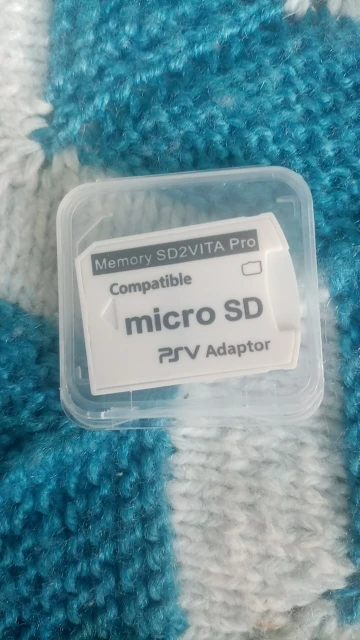 Memory SD2VITA Pro
Compatible
micro SD
PSV Adaptor